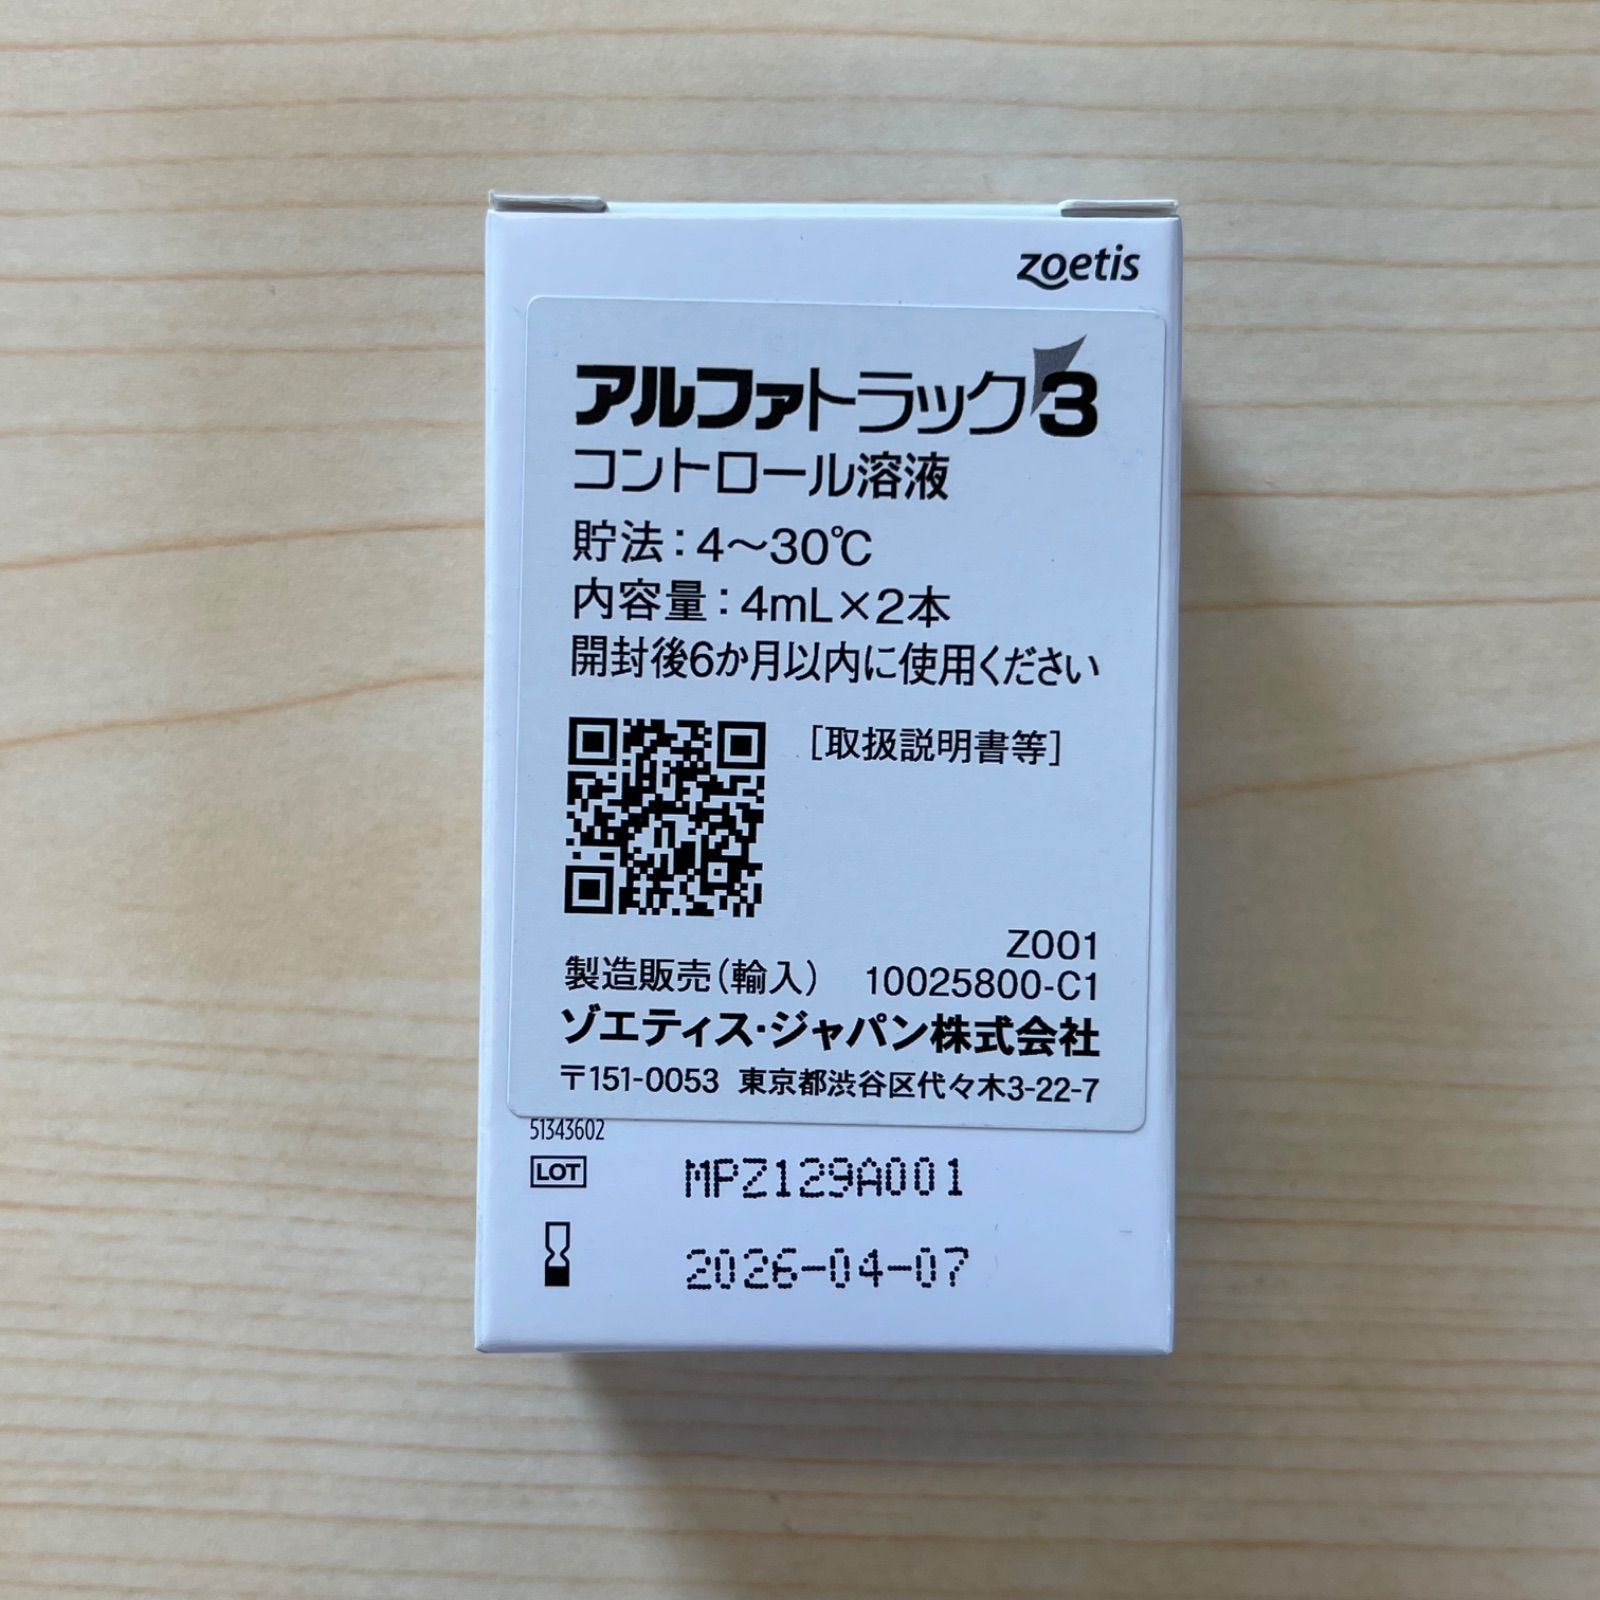 zoetis
アルファトラック3
コントロール溶液
貯法：4～30℃
内容量：4mL×2本
開封後6か月以内に使用ください
［取扱説明書等］
Z001
製造販売（輸入） 10025800-C1
ゾエティス・ジャパン株式会社
〒151-0053 東京都渋谷区代々木3-22-7
51343602
LOT MPZ129A001
2026-04-07